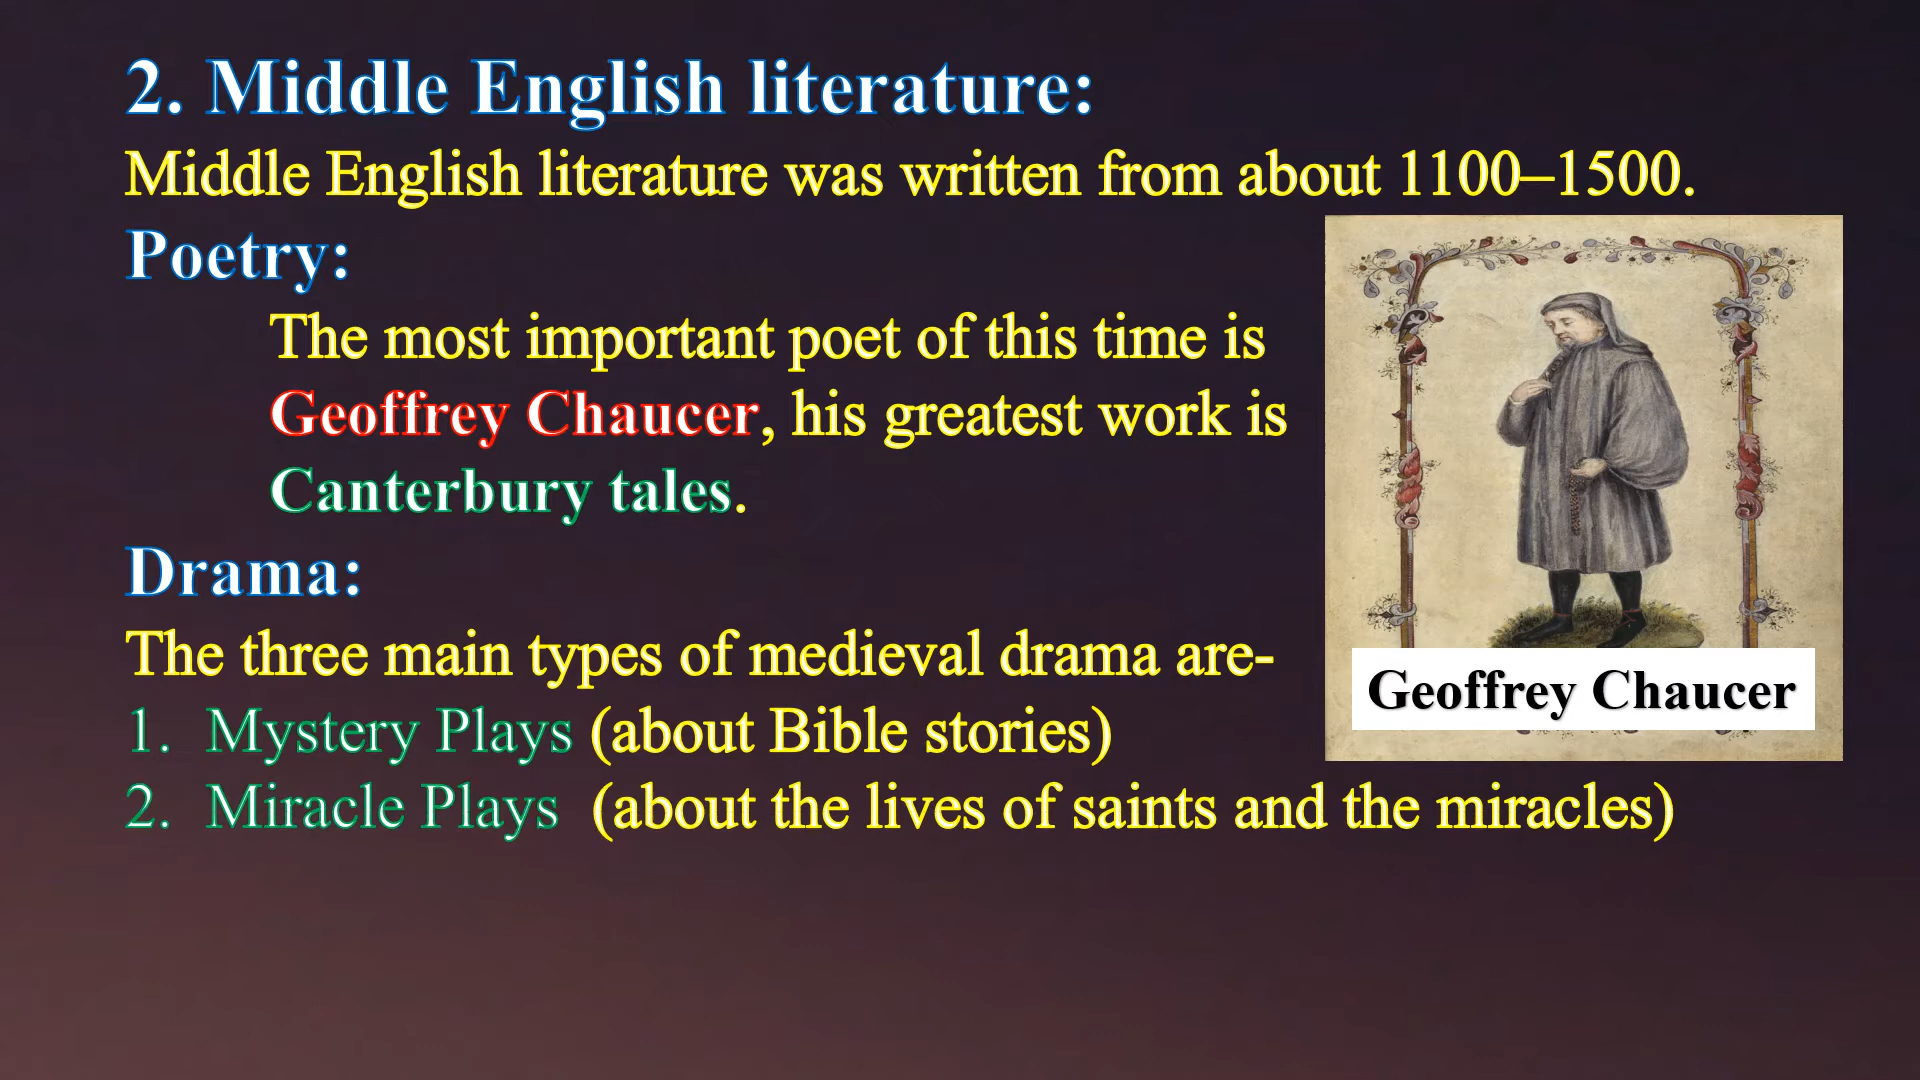 2. Middle English literature:
Middle English literature was written from about 1100–1500.
Poetry:
The most important poet of this time is
Geoffrey Chaucer, his greatest work is
Canterbury tales.
Drama:
The three main types of medieval drama are-
1. Mystery Plays (about Bible stories)
2. Miracle Plays (about the lives of saints and the miracles)
Geoffrey Chaucer